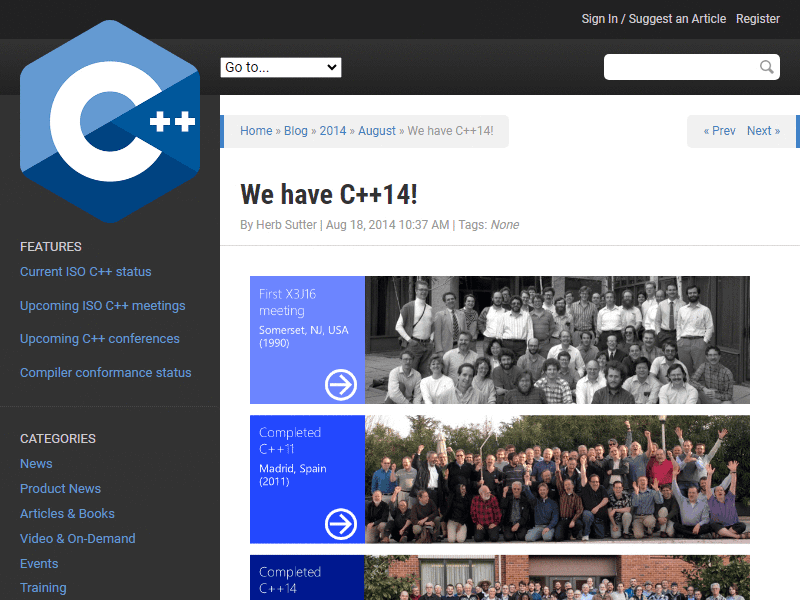 Sign In / Suggest an Article Register
Go to...
C++
Home » Blog » 2014 » August » We have C++14!
« Prev Next »
We have C++14!
By Herb Sutter | Aug 18, 2014 10:37 AM | Tags: None
FEATURES
Current ISO C++ status
Upcoming ISO C++ meetings
Upcoming C++ conferences
Compiler conformance status
CATEGORIES
News
Product News
Articles & Books
Video & On-Demand
Events
Training
First X3J16
meeting
Somerset, NJ, USA
(1990)
Completed
C++11
Madrid, Spain
(2011)
Completed
C++14